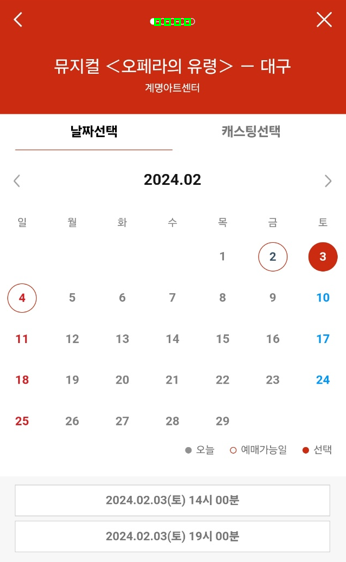 뮤지컬 <오페라의 유령> – 대구
계명아트센터
날짜선택 캐스팅선택
2024.02
일 월 화 수 목 금 토
1 2 3
4 5 6 7 8 9 10
11 12 13 14 15 16 17
18 19 20 21 22 23 24
25 26 27 28 29
오늘 예매가능일 선택
2024.02.03(토) 14시 00분
2024.02.03(토) 19시 00분